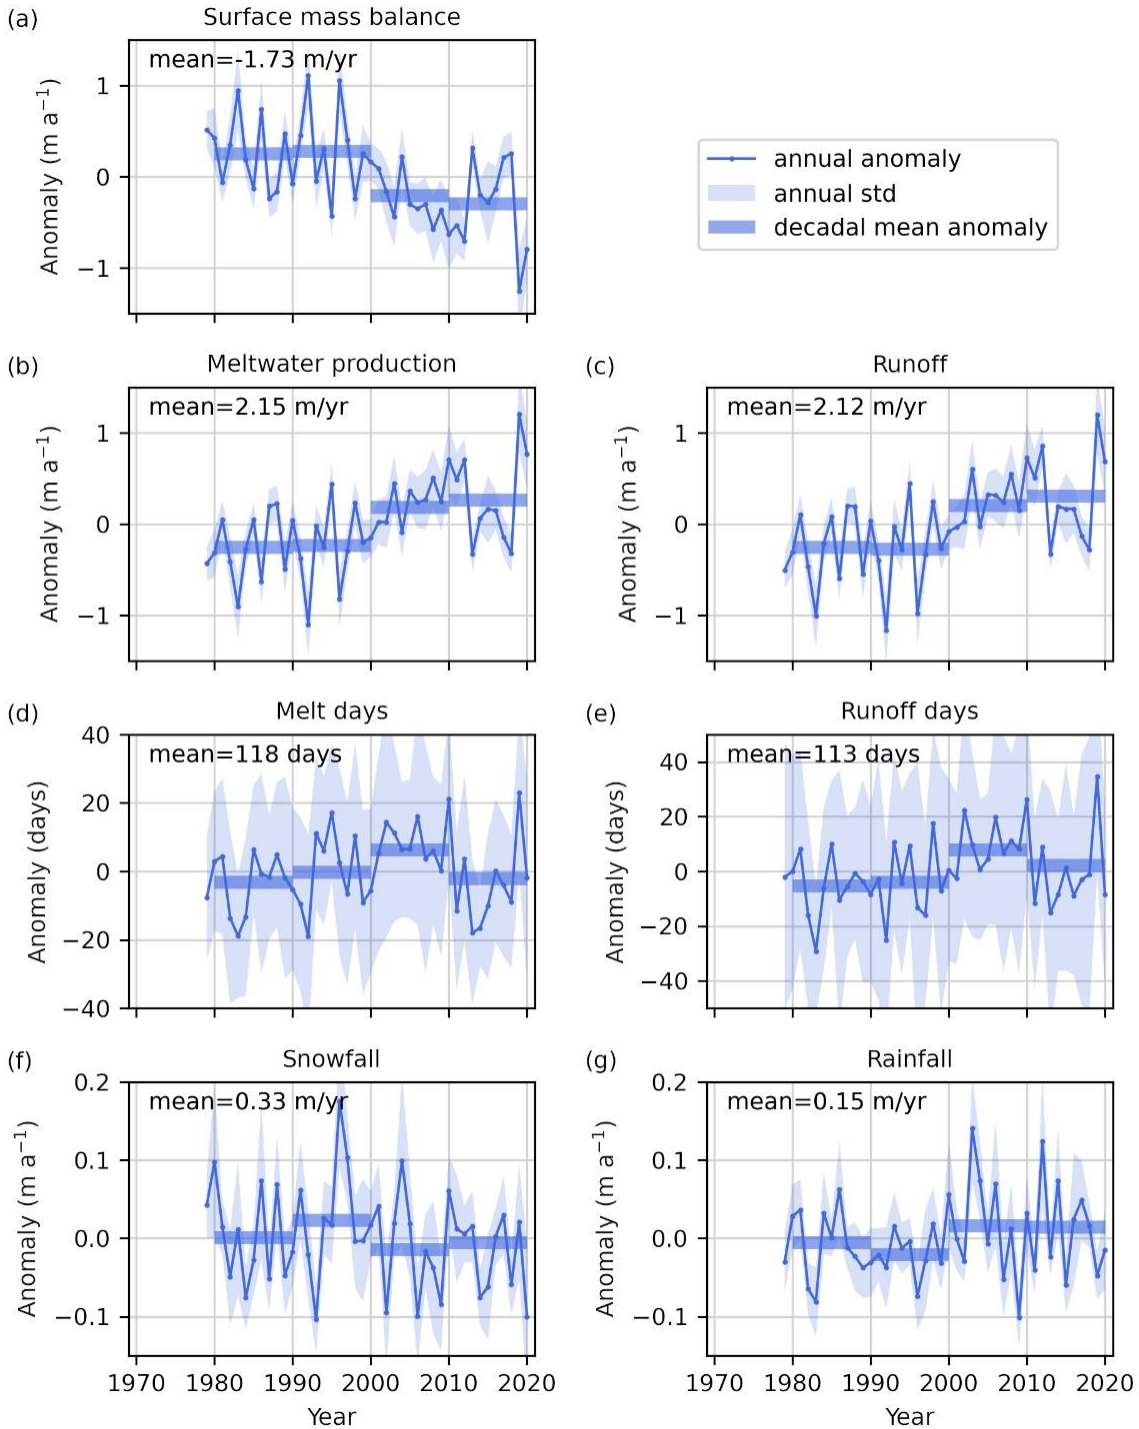 (a)
Surface mass balance
mean=-1.73 m/yr
Anomaly (m a⁻¹)
1
0
−1
annual anomaly
annual std
decadal mean anomaly
(b)
Meltwater production
mean=2.15 m/yr
Anomaly (m a⁻¹)
1
0
−1
(c)
Runoff
mean=2.12 m/yr
Anomaly (m a⁻¹)
1
0
−1
(d)
Melt days
mean=118 days
Anomaly (days)
40
20
0
−20
−40
(e)
Runoff days
mean=113 days
Anomaly (days)
40
20
0
−20
−40
(f)
Snowfall
mean=0.33 m/yr
Anomaly (m a⁻¹)
0.2
0.1
0.0
−0.1
1970 1980 1990 2000 2010 2020
Year
(g)
Rainfall
mean=0.15 m/yr
Anomaly (m a⁻¹)
0.2
0.1
0.0
−0.1
1970 1980 1990 2000 2010 2020
Year